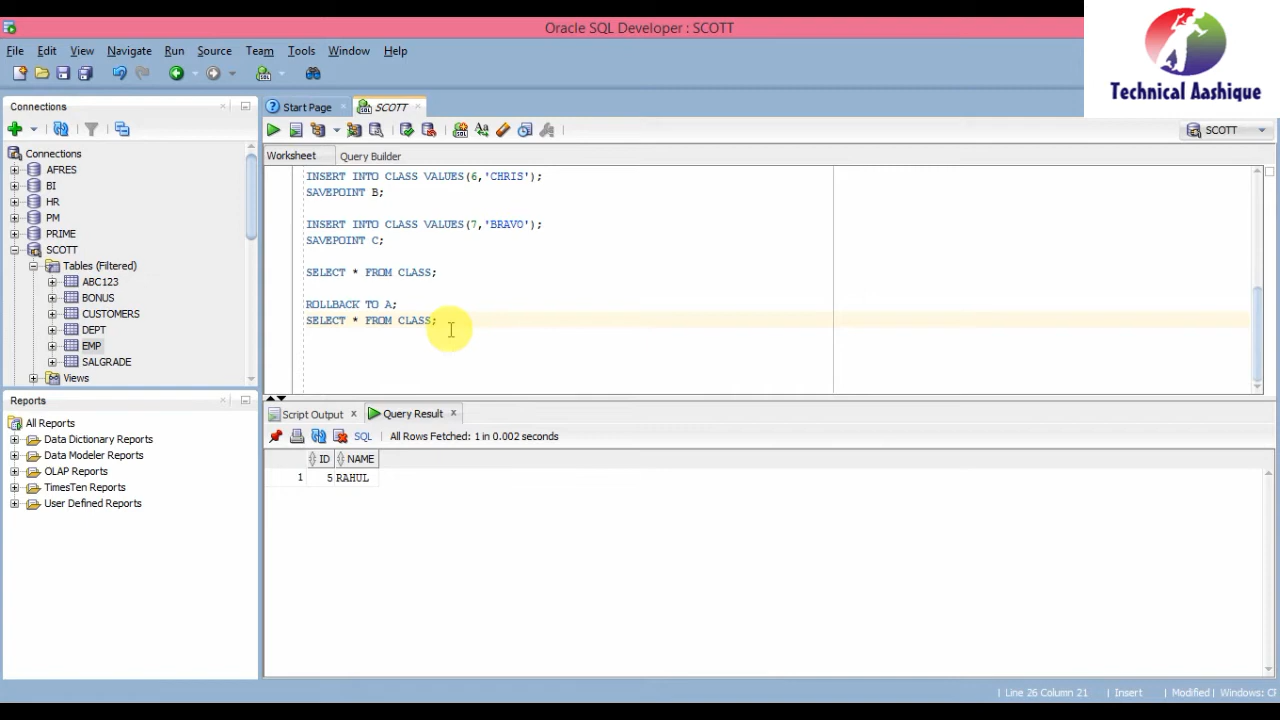 Oracle SQL Developer : SCOTT
Technical Aashique
File Edit View Navigate Run Source Team Tools Window Help
Connections
Start Page
SCOTT
SCOTT
Worksheet Query Builder
Connections
AFRES
BI
HR
PM
PRIME
SCOTT
Tables (Filtered)
ABC123
BONUS
CUSTOMERS
DEPT
EMP
SALGRADE
Views
INSERT INTO CLASS VALUES(6,'CHRIS');
SAVEPOINT B;
INSERT INTO CLASS VALUES(7,'BRAVO');
SAVEPOINT C;
SELECT * FROM CLASS;
ROLLBACK TO A;
SELECT * FROM CLASS;
Reports
All Reports
Data Dictionary Reports
Data Modeler Reports
OLAP Reports
TimesTen Reports
User Defined Reports
Script Output Query Result
SQL All Rows Fetched: 1 in 0.002 seconds
ID NAME
1 5 RAHUL
Line 26 Column 21 Insert Modified Windows: CF